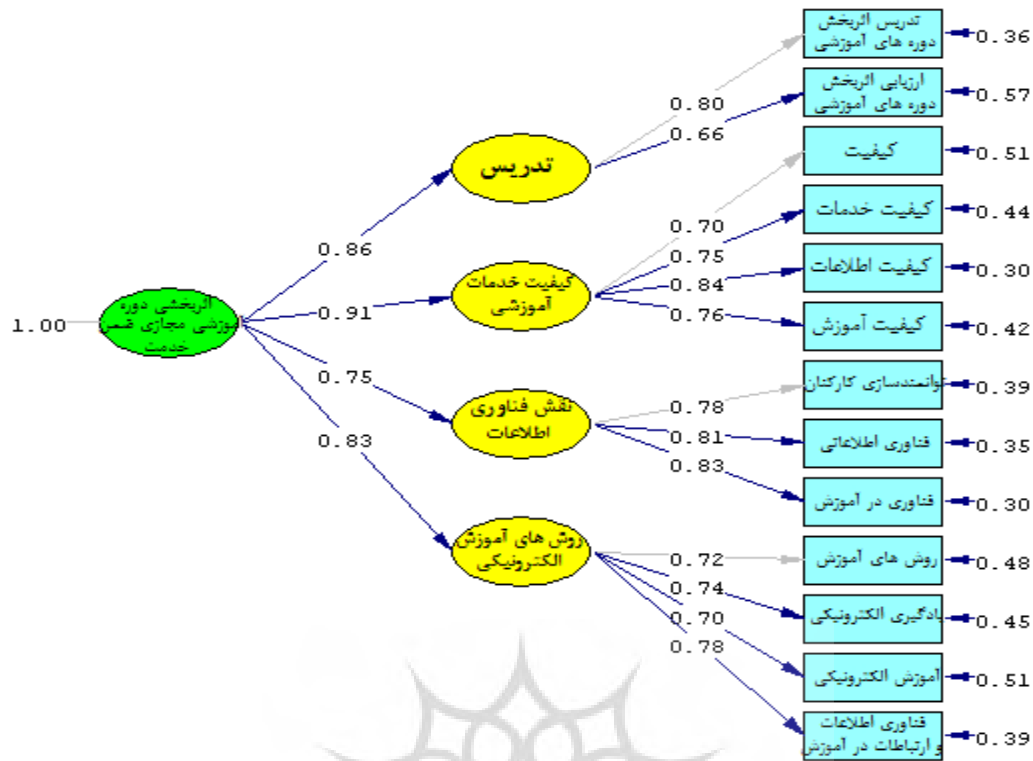 1.00
اثربخشی دوره
موزشی مجازی ضمن
خدمت
0.86
0.91
0.75
0.83
تدریس
کیفیت خدمات
آموزشی
نقش فناوری
اطلاعات
روش های آموزش
الکترونیکی
0.80
0.66
0.70
0.75
0.84
0.76
0.78
0.81
0.83
0.72
0.74
0.70
0.78
تدریس اثربخش
دوره های آموزشی
0.36
ارزیابی اثربخش
دوره های آموزشی
0.57
کیفیت
0.51
کیفیت خدمات
0.44
کیفیت اطلاعات
0.30
کیفیت آموزش
0.42
توانمندسازی کارکنان
0.39
فناوری اطلاعاتی
0.35
فناوری در آموزش
0.30
روش های آموزش
0.48
یادگیری الکترونیکی
0.45
آموزش الکترونیکی
0.51
فناوری اطلاعات
و ارتباطات در آموزش
0.39